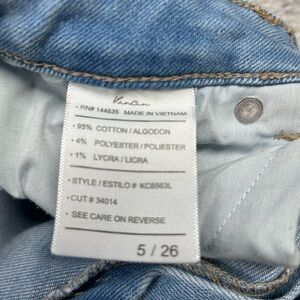 KanCan
RN# 144635 MADE IN VIETNAM
• 95% COTTON / ALGODON
• 4% POLYESTER / POLIESTER
• 1% LYCRA / LICRA
• STYLE / ESTILO # KC8563L
• CUT # 34014
• SEE CARE ON REVERSE
5 / 26